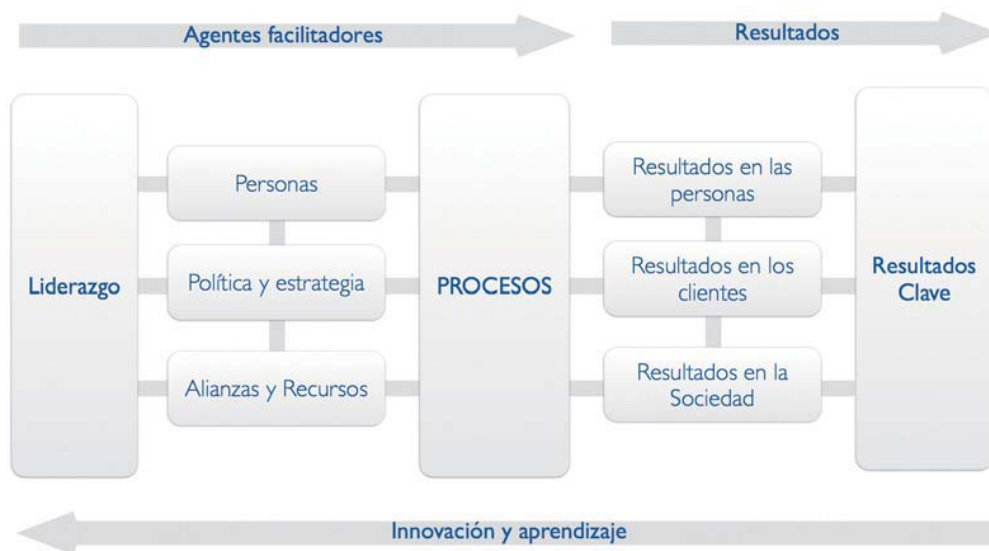 Agentes facilitadores
Resultados
Liderazgo
Personas
Política y estrategia
Alianzas y Recursos
PROCESOS
Resultados en las
personas
Resultados en los
clientes
Resultados en la
Sociedad
Resultados
Clave
Innovación y aprendizaje